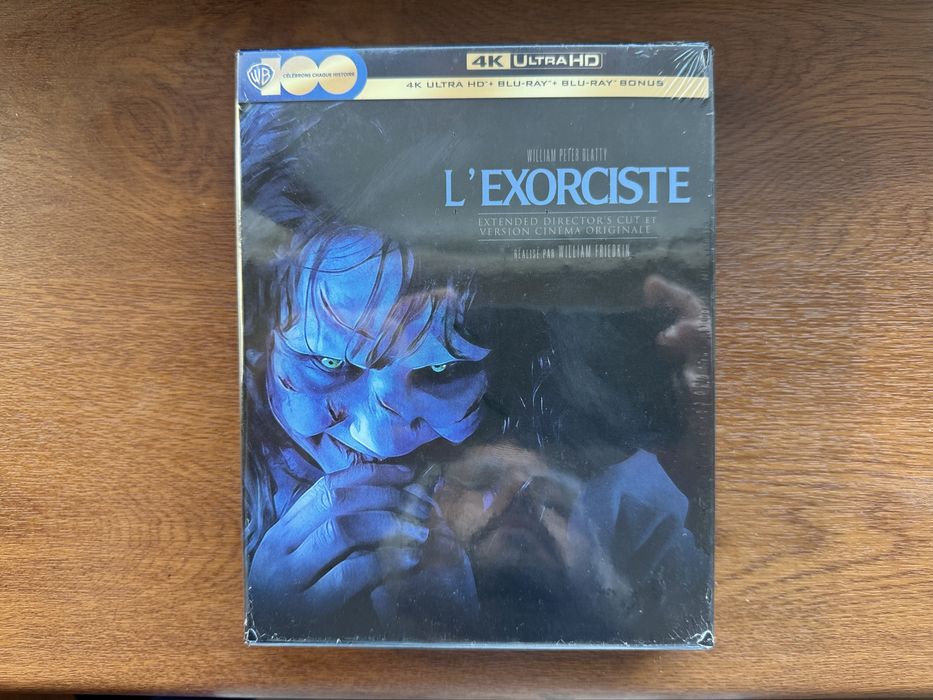 WB
100
CÉLÉBRONS CHAQUE HISTOIRE
4K ULTRA HD
4K ULTRA HD + BLU-RAY + BLU-RAY BONUS
WILLIAM PETER BLATTY
L'EXORCISTE
EXTENDED DIRECTOR'S CUT ET
VERSION CINÉMA ORIGINALE
RÉALISÉ PAR WILLIAM FRIEDKIN